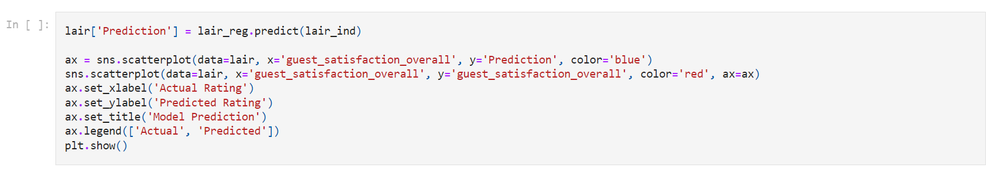 In [ ]:
lair['Prediction'] = lair_reg.predict(lair_ind)
ax = sns.scatterplot(data=lair, x='guest_satisfaction_overall', y='Prediction', color='blue')
sns.scatterplot(data=lair, x='guest_satisfaction_overall', y='guest_satisfaction_overall', color='red', ax=ax)
ax.set_xlabel('Actual Rating')
ax.set_ylabel('Predicted Rating')
ax.set_title('Model Prediction')
ax.legend(['Actual', 'Predicted'])
plt.show()